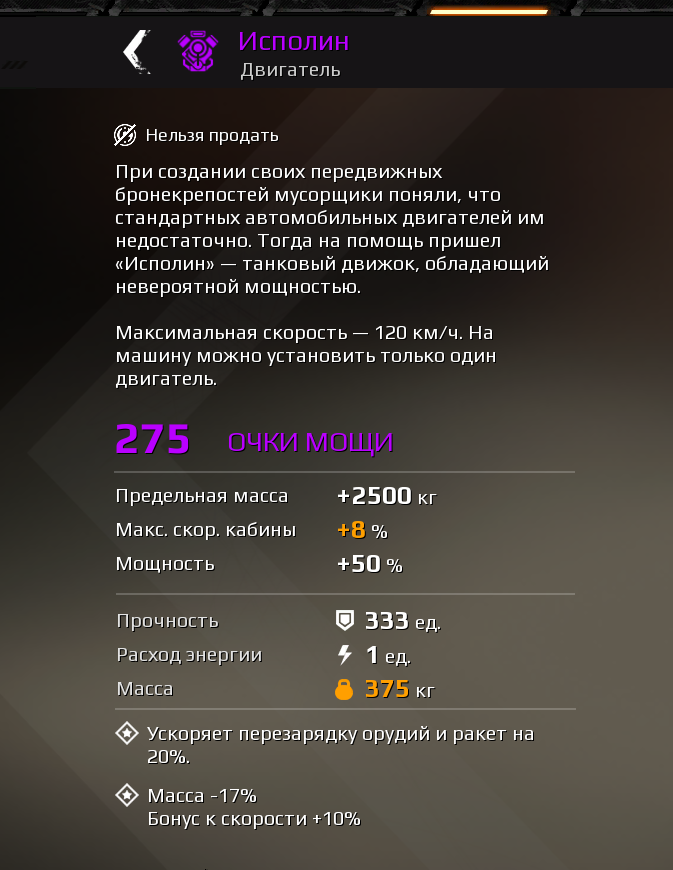 Исполин
Двигатель
Нельзя продать
При создании своих передвижных
бронекрепостей мусорщики поняли, что
стандартных автомобильных двигателей им
недостаточно. Тогда на помощь пришел
«Исполин» — танковый движок, обладающий
невероятной мощностью.
Максимальная скорость — 120 км/ч. На
машину можно установить только один
двигатель.
275 ОЧКИ МОЩИ
Предельная масса +2500 кг
Макс. скор. кабины +8 %
Мощность +50 %
Прочность 333 ед.
Расход энергии 1 ед.
Масса 375 кг
Ускоряет перезарядку орудий и ракет на
20%.
Масса -17%
Бонус к скорости +10%